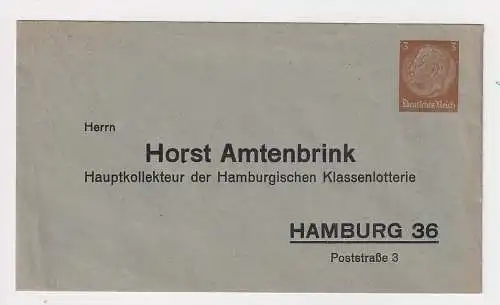 3 3
Deutsches Reich
Herrn
Horst Amtenbrink
Hauptkollekteur der Hamburgischen Klassenlotterie
HAMBURG 36
Poststraße 3